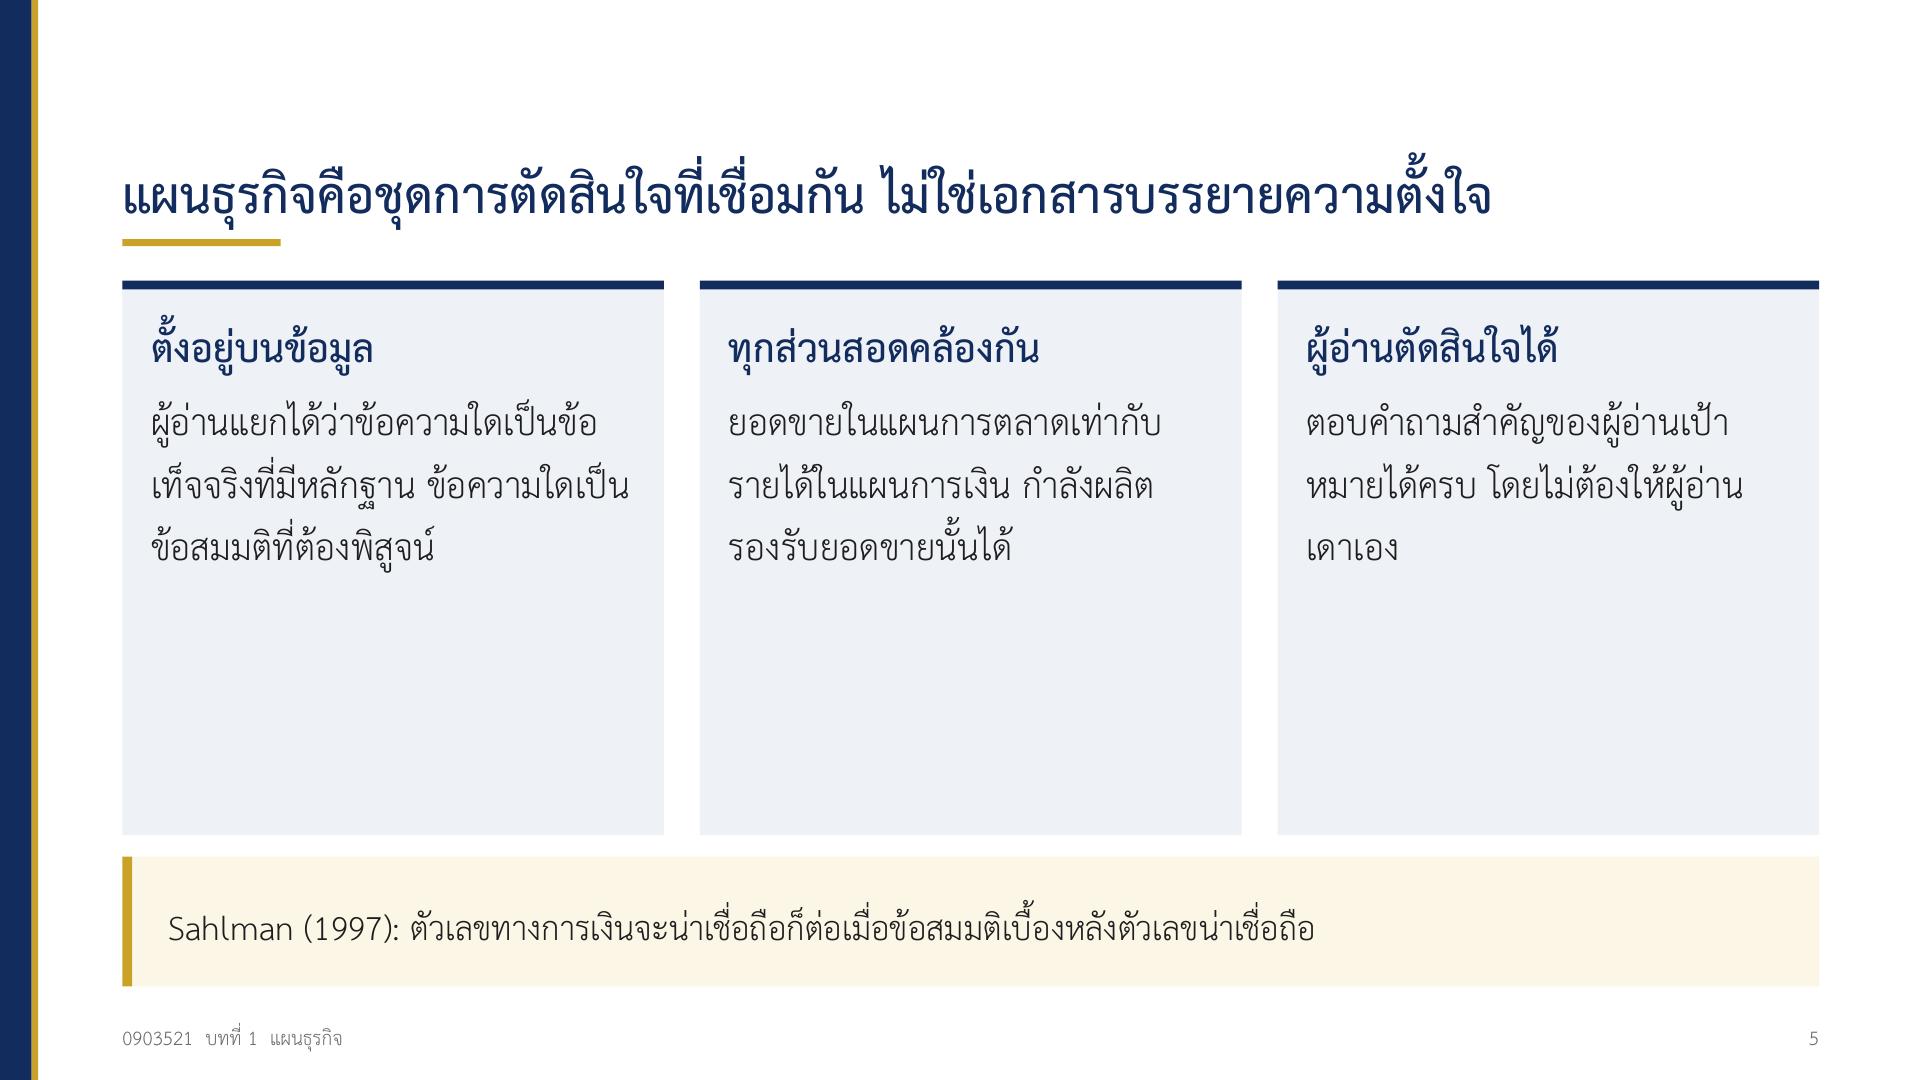 แผนธุรกิจคือชุดการตัดสินใจที่เชื่อมกัน ไม่ใช่เอกสารบรรยายความตั้งใจ
ตั้งอยู่บนข้อมูล
ผู้อ่านแยกได้ว่าข้อความใดเป็นข้อ
เท็จจริงที่มีหลักฐาน ข้อความใดเป็น
ข้อสมมติที่ต้องพิสูจน์
ทุกส่วนสอดคล้องกัน
ยอดขายในแผนการตลาดเท่ากับ
รายได้ในแผนการเงิน กำลังผลิต
รองรับยอดขายนั้นได้
ผู้อ่านตัดสินใจได้
ตอบคำถามสำคัญของผู้อ่านเป้า
หมายได้ครบ โดยไม่ต้องให้ผู้อ่าน
เดาเอง
Sahlman (1997): ตัวเลขทางการเงินจะน่าเชื่อถือก็ต่อเมื่อข้อสมมติเบื้องหลังตัวเลขน่าเชื่อถือ
0903521 บทที่ 1 แผนธุรกิจ
5